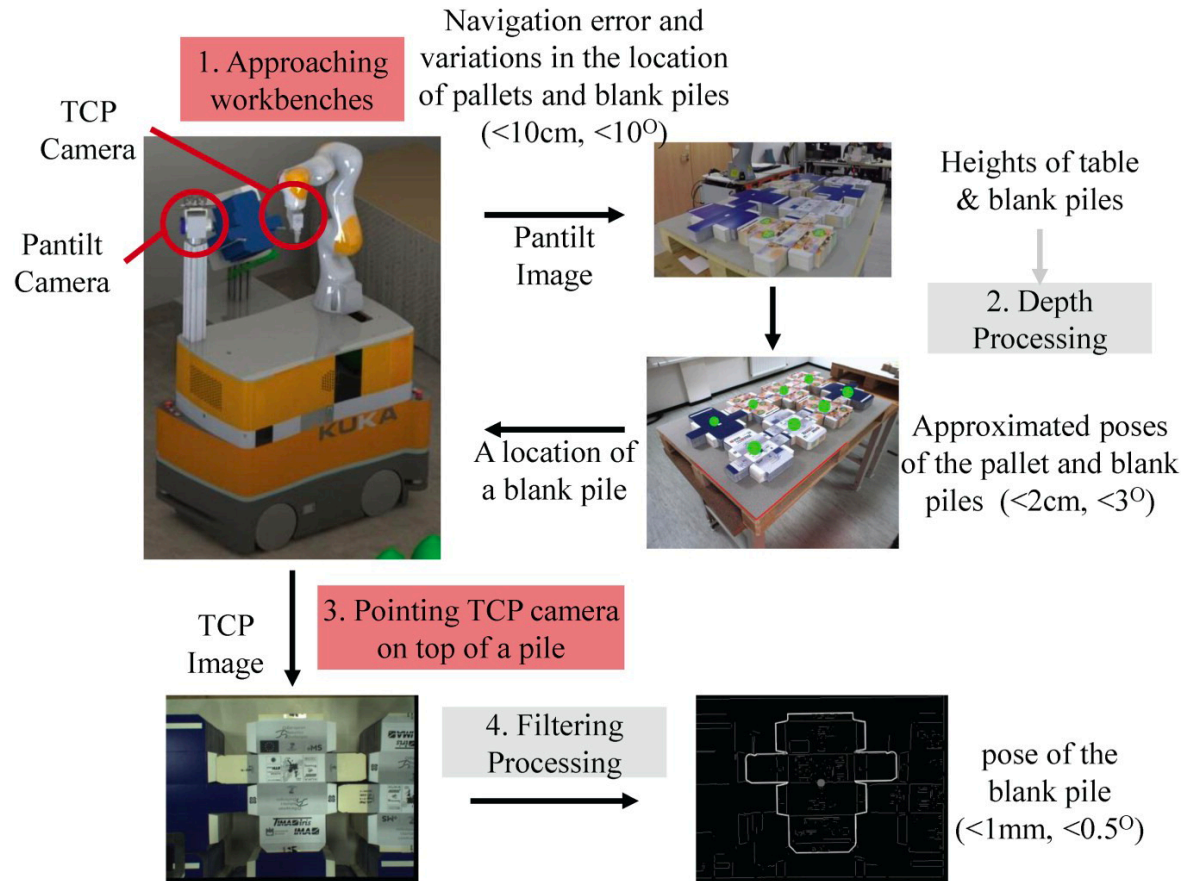 1. Approaching
workbenches
Navigation error and
variations in the location
of pallets and blank piles
(<10cm, <10ᴼ)
TCP
Camera
Pantilt
Camera
KUKA
Pantilt
Image
Heights of table
& blank piles
2. Depth
Processing
A location of
a blank pile
Approximated poses
of the pallet and blank
piles (<2cm, <3ᴼ)
TCP
Image
3. Pointing TCP camera
on top of a pile
4. Filtering
Processing
pose of the
blank pile
(<1mm, <0.5ᴼ)